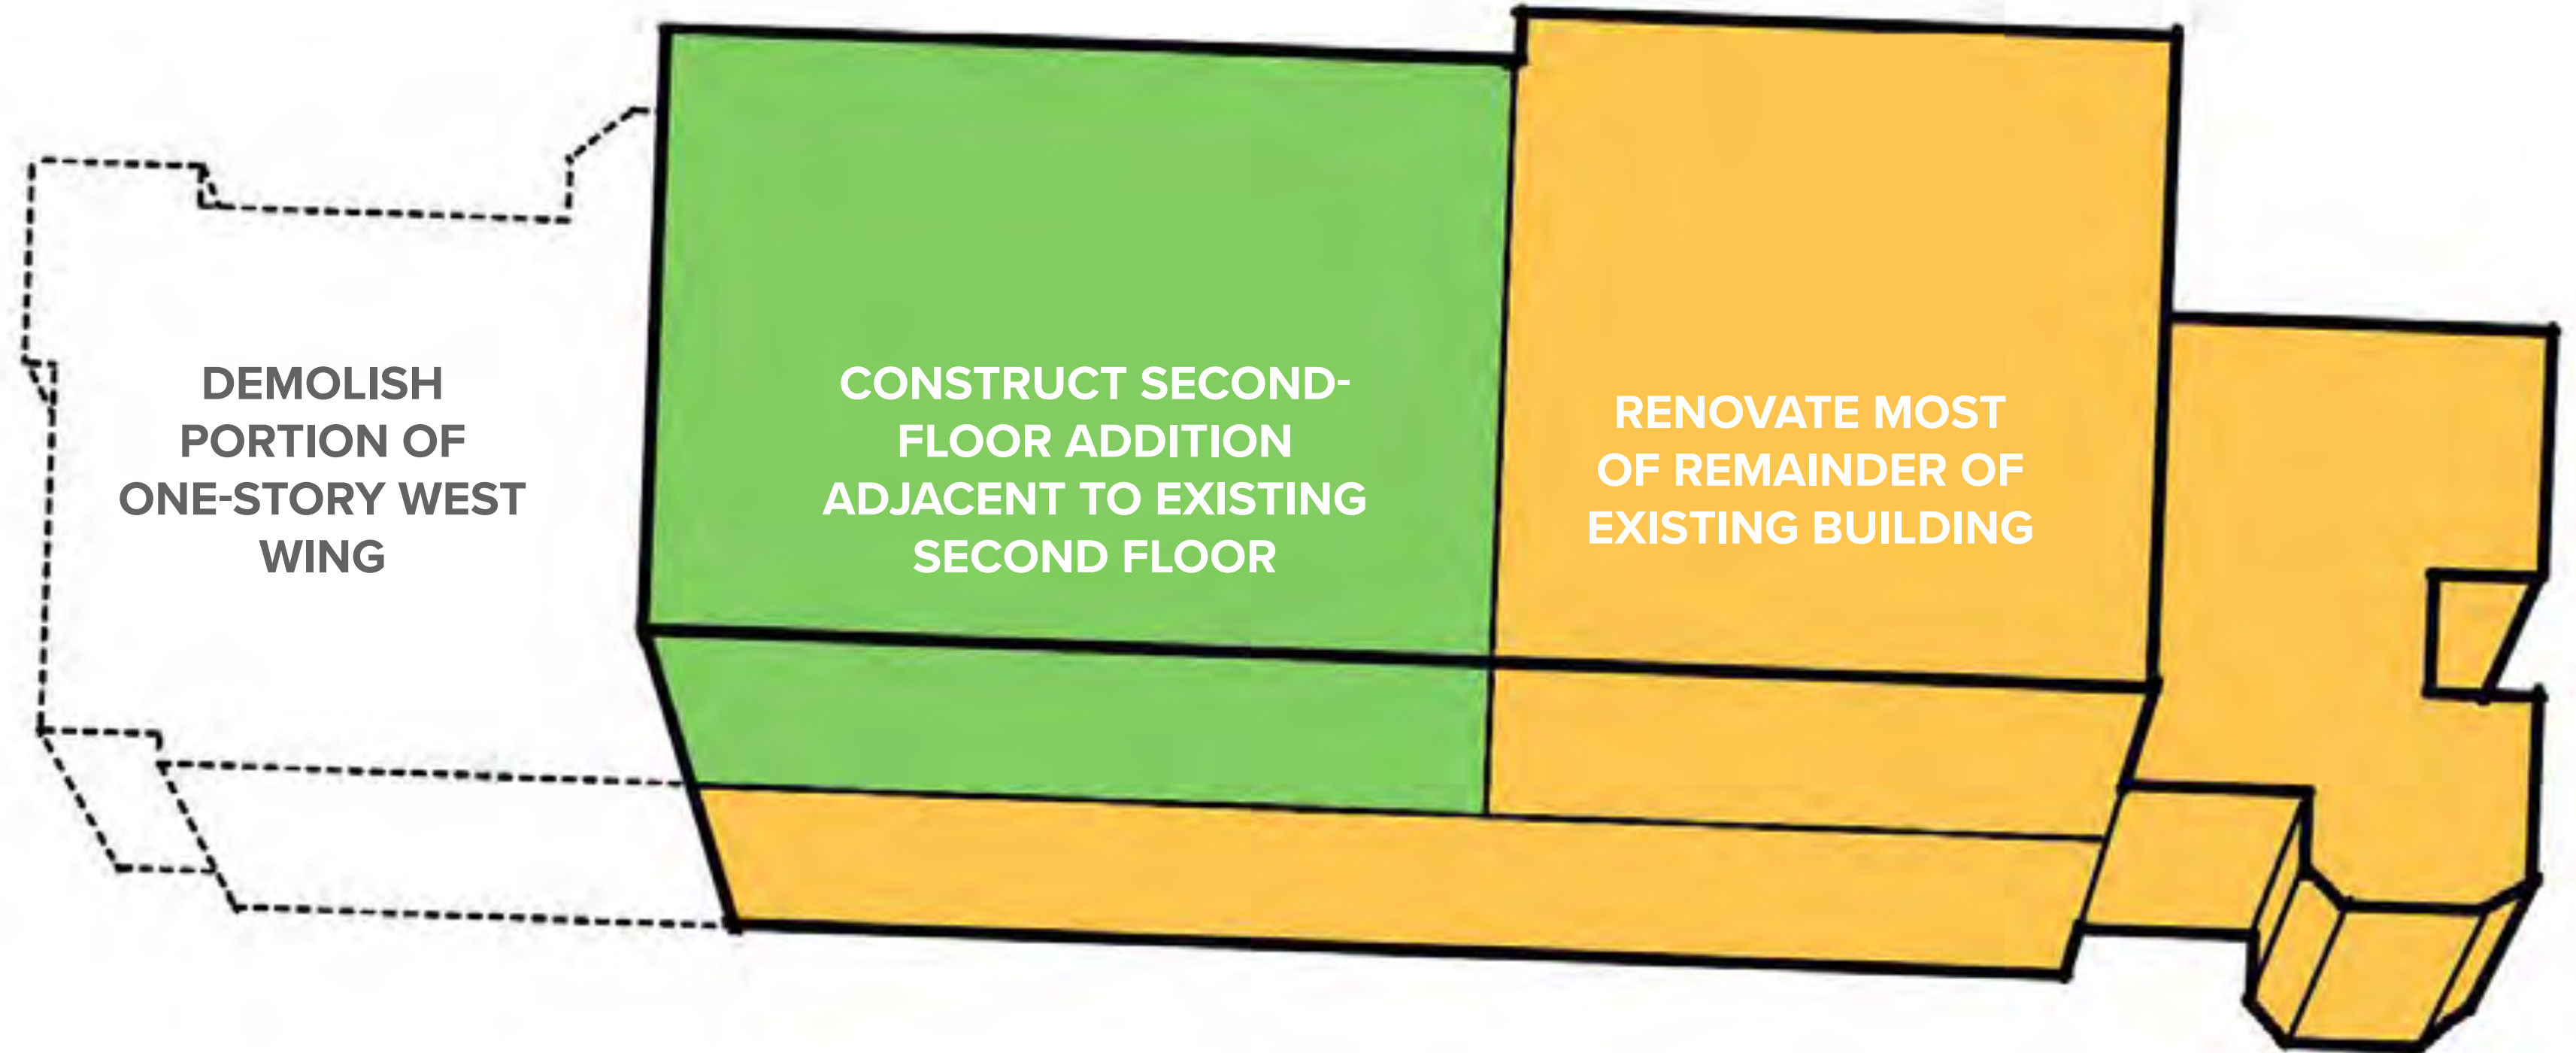 DEMOLISH
PORTION OF
ONE-STORY WEST
WING
CONSTRUCT SECOND-
FLOOR ADDITION
ADJACENT TO EXISTING
SECOND FLOOR
RENOVATE MOST
OF REMAINDER OF
EXISTING BUILDING